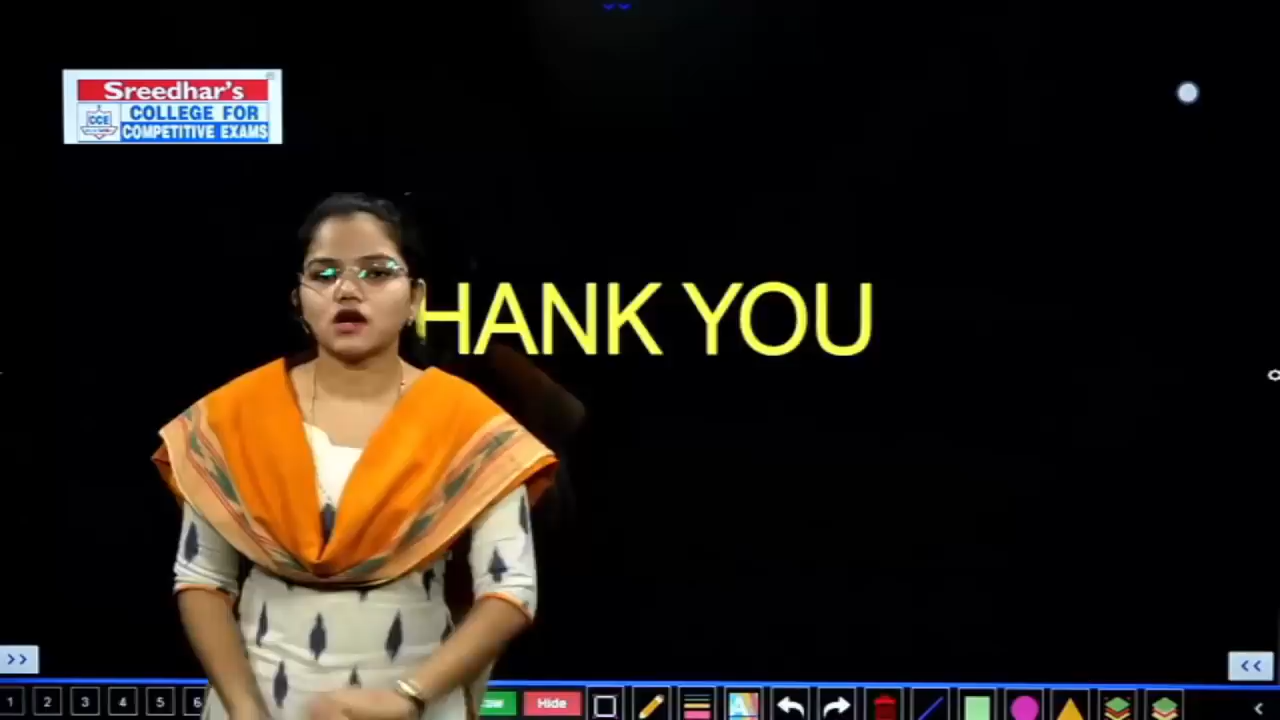 Sreedhar's
CCE
COLLEGE FOR
COMPETITIVE EXAMS
HANK YOU
>>
<<
1 2 3 4 5 6
Hide